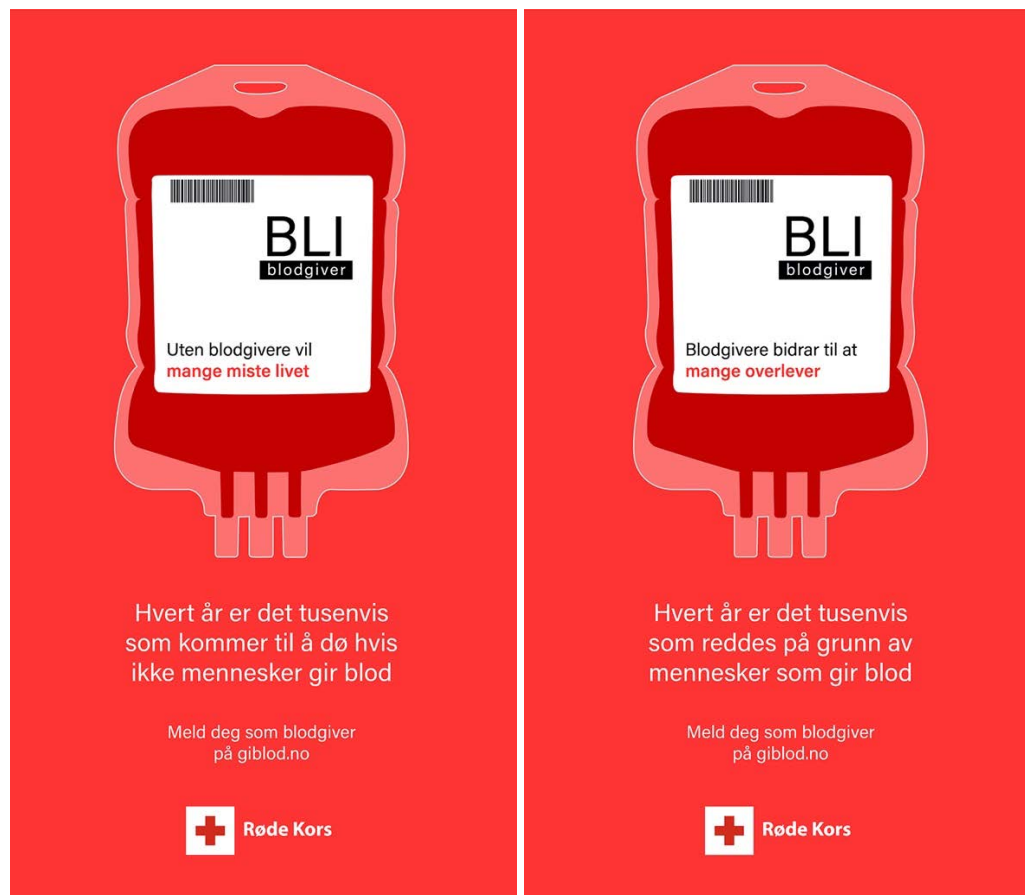 BLI
blodgiver
Uten blodgivere vil
mange miste livet
Hvert år er det tusenvis
som kommer til å dø hvis
ikke mennesker gir blod
Meld deg som blodgiver
på giblod.no
Røde Kors
BLI
blodgiver
Blodgivere bidrar til at
mange overlever
Hvert år er det tusenvis
som reddes på grunn av
mennesker som gir blod
Meld deg som blodgiver
på giblod.no
Røde Kors